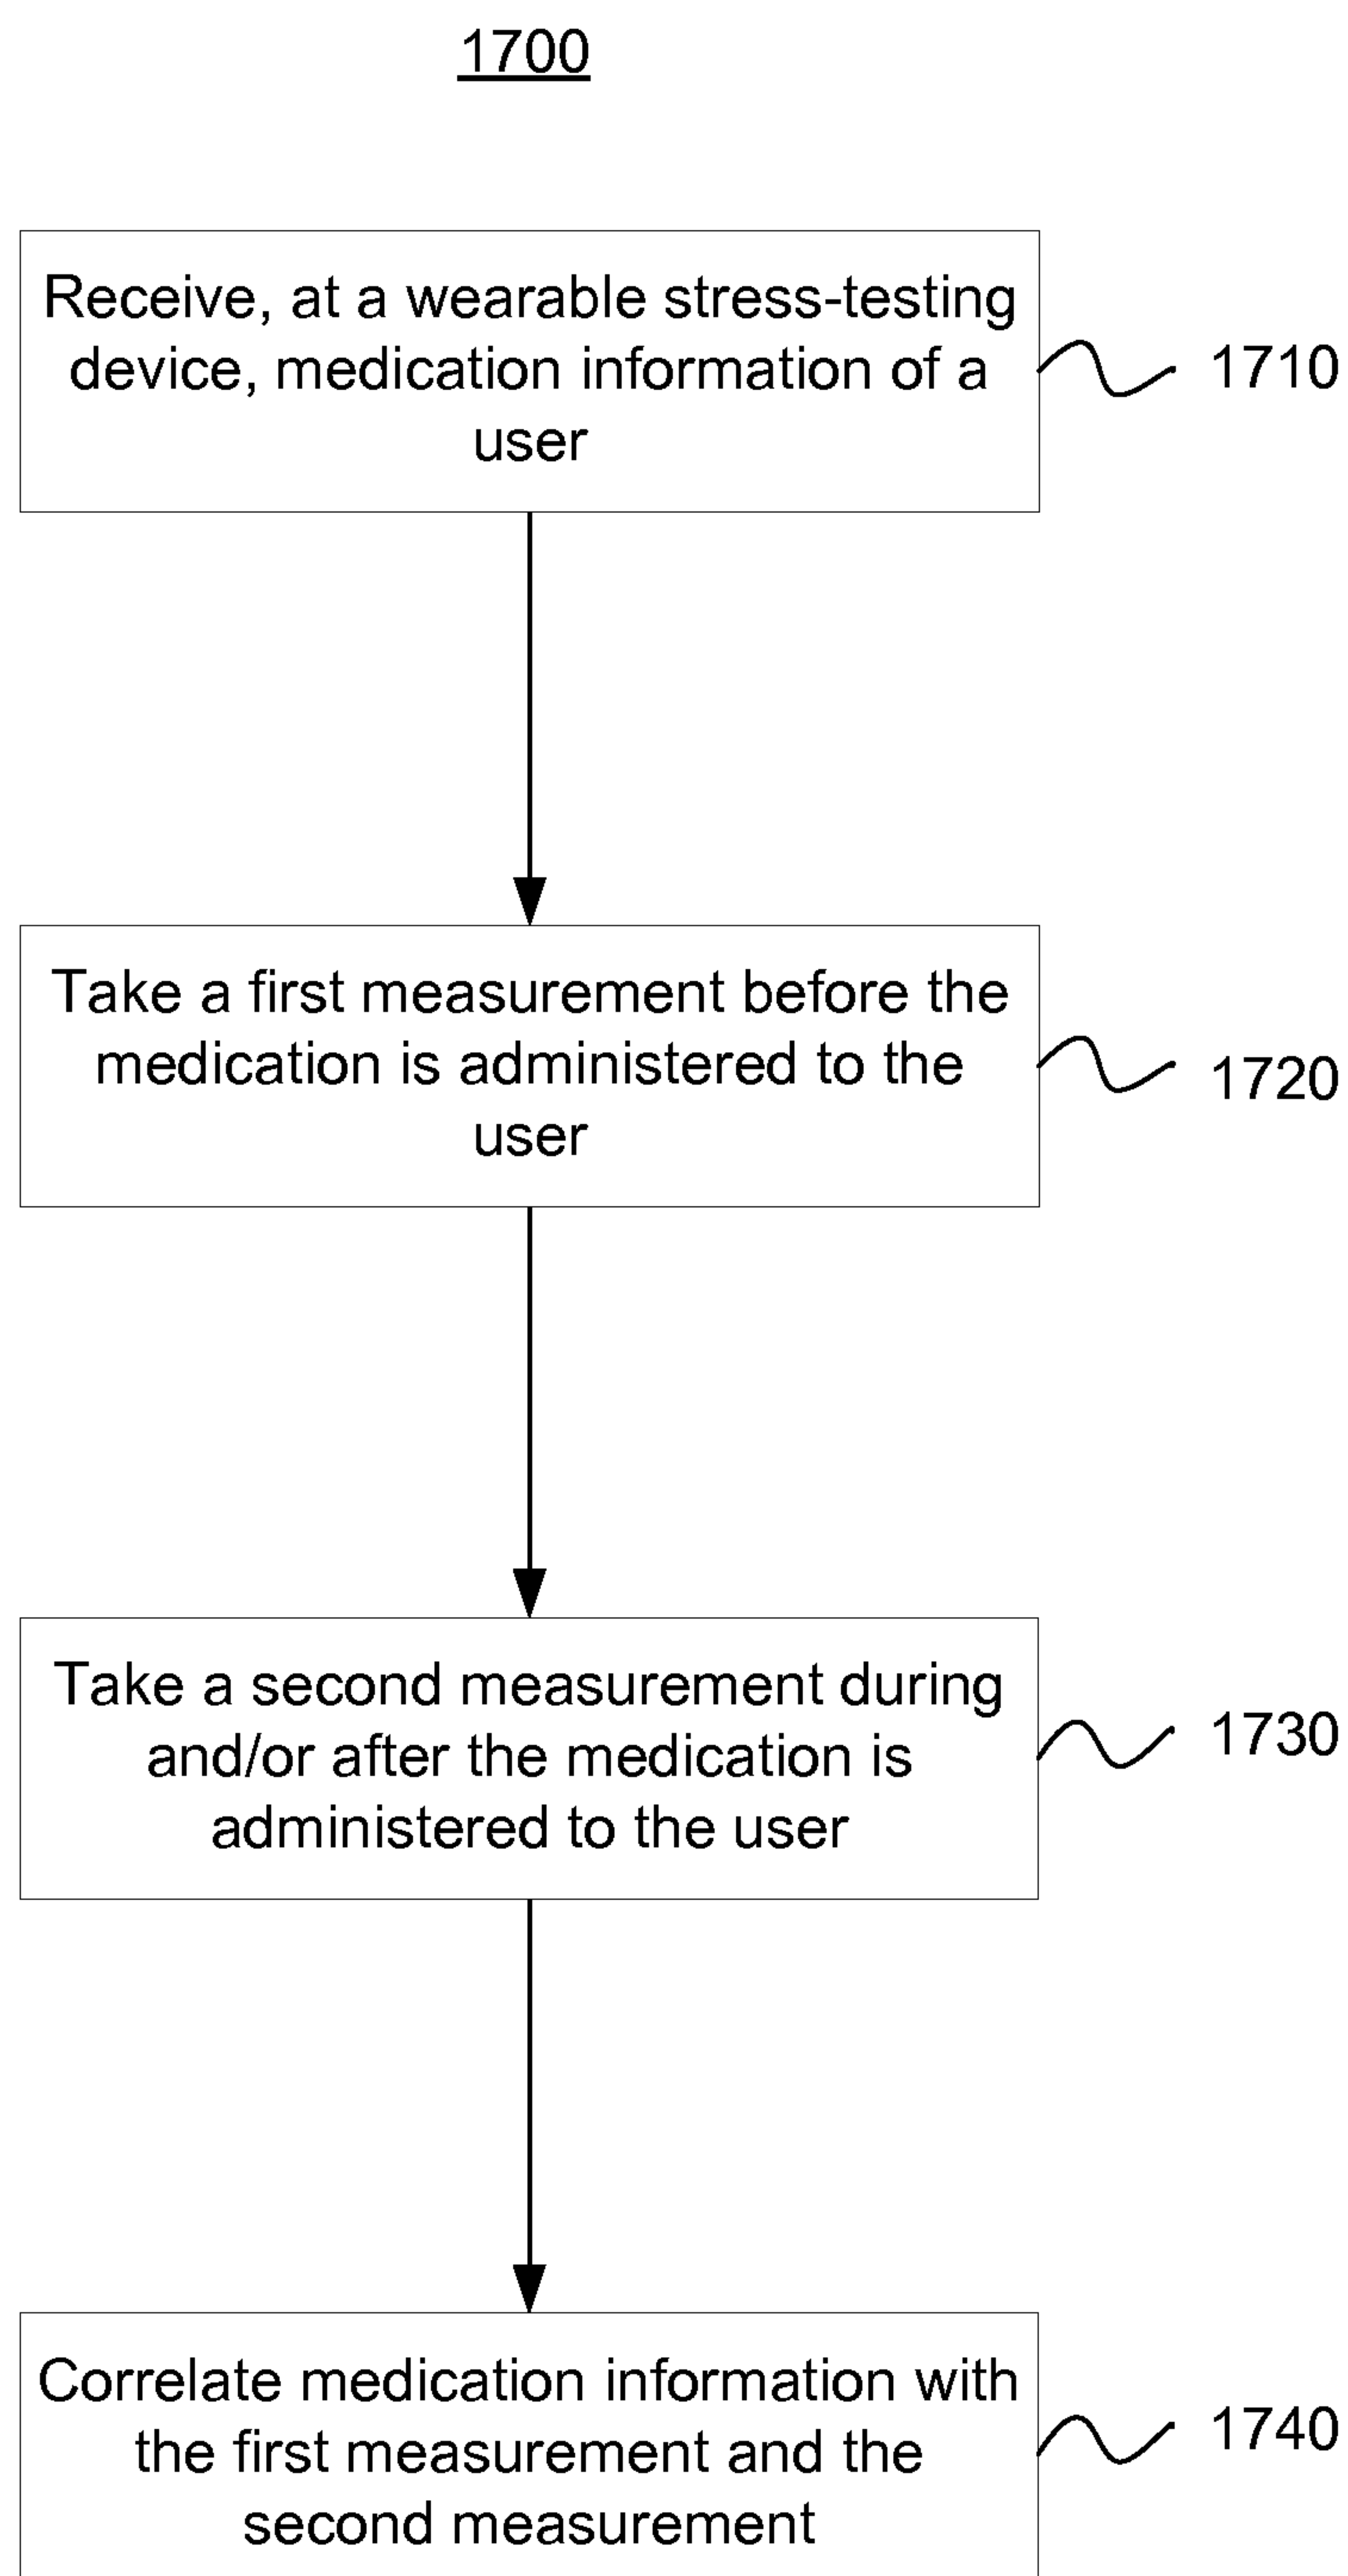 1700
Receive, at a wearable stress-testing
device, medication information of a
user
1710
Take a first measurement before the
medication is administered to the
user
1720
Take a second measurement during
and/or after the medication is
administered to the user
1730
Correlate medication information with
the first measurement and the
second measurement
1740